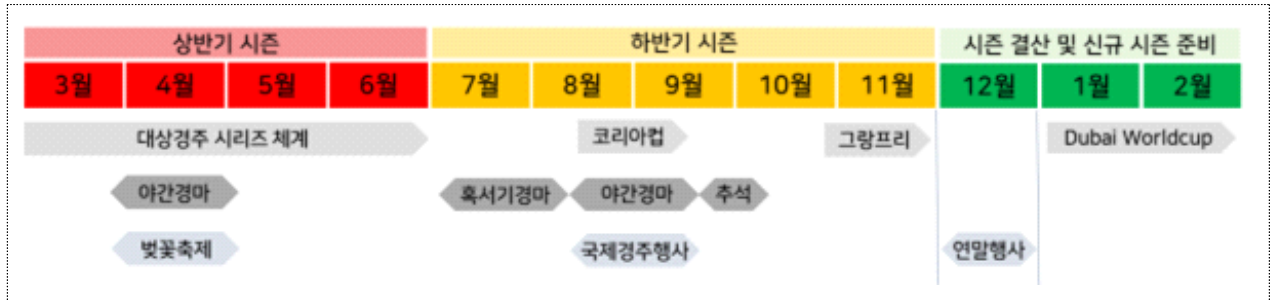 상반기 시즌 하반기 시즌 시즌 결산 및 신규 시즌 준비
3월 4월 5월 6월 7월 8월 9월 10월 11월 12월 1월 2월
대상경주 시리즈 체계 코리아컵 그랑프리 Dubai Worldcup
야간경마 혹서기경마 야간경마 추석
벚꽃축제 국제경주행사 연말행사